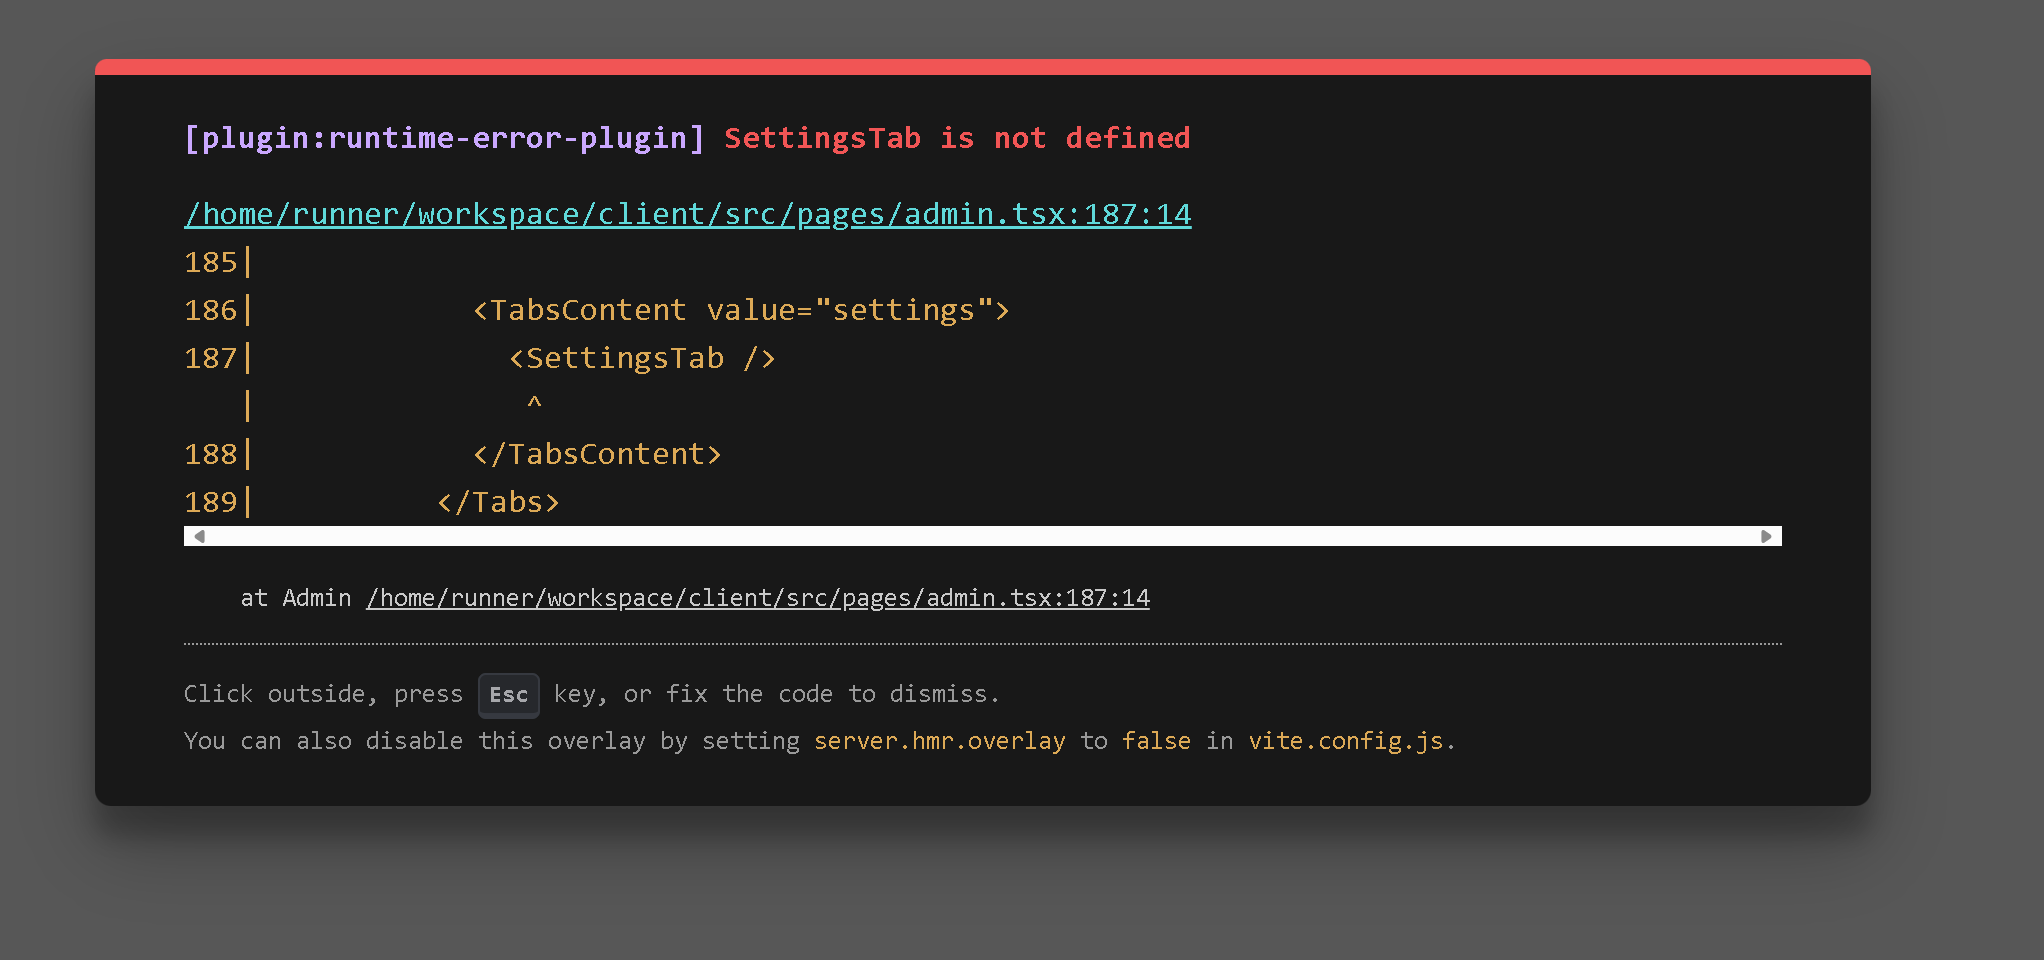 [plugin:runtime-error-plugin] SettingsTab is not defined
/home/runner/workspace/client/src/pages/admin.tsx:187:14
185|
186|            <TabsContent value="settings">
187|              <SettingsTab />
   |               ^
188|            </TabsContent>
189|          </Tabs>
at Admin /home/runner/workspace/client/src/pages/admin.tsx:187:14
Click outside, press Esc key, or fix the code to dismiss.
You can also disable this overlay by setting server.hmr.overlay to false in vite.config.js.